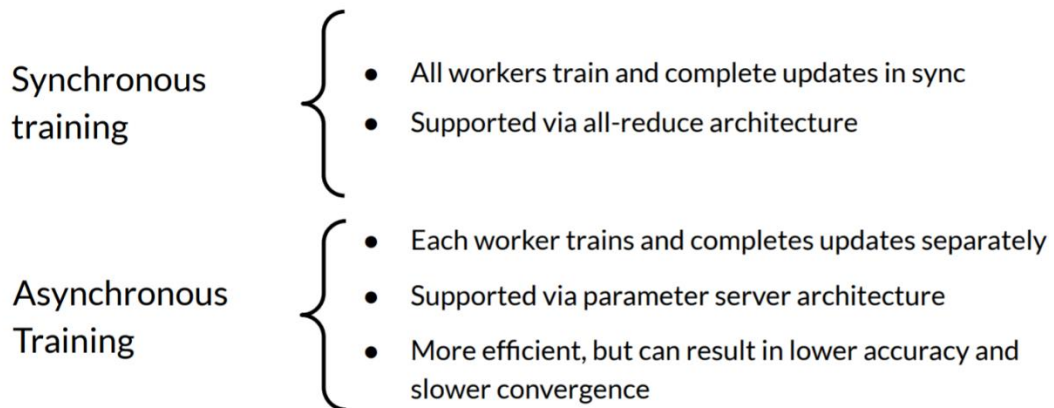 Synchronous
training
● All workers train and complete updates in sync
● Supported via all-reduce architecture
Asynchronous
Training
● Each worker trains and completes updates separately
● Supported via parameter server architecture
● More efficient, but can result in lower accuracy and
slower convergence